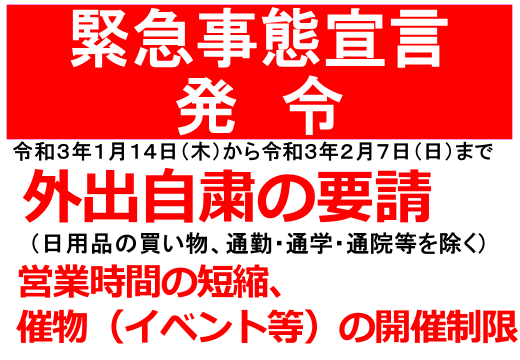 緊急事態宣言
発　令
令和３年１月１４日（木）から令和３年２月７日（日）まで
外出自粛の要請
（日用品の買い物、通勤・通学・通院等を除く）
営業時間の短縮、
催物（イベント等）の開催制限